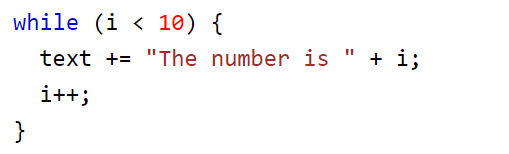 while (i < 10) {
  text += "The number is " + i;
  i++;
}